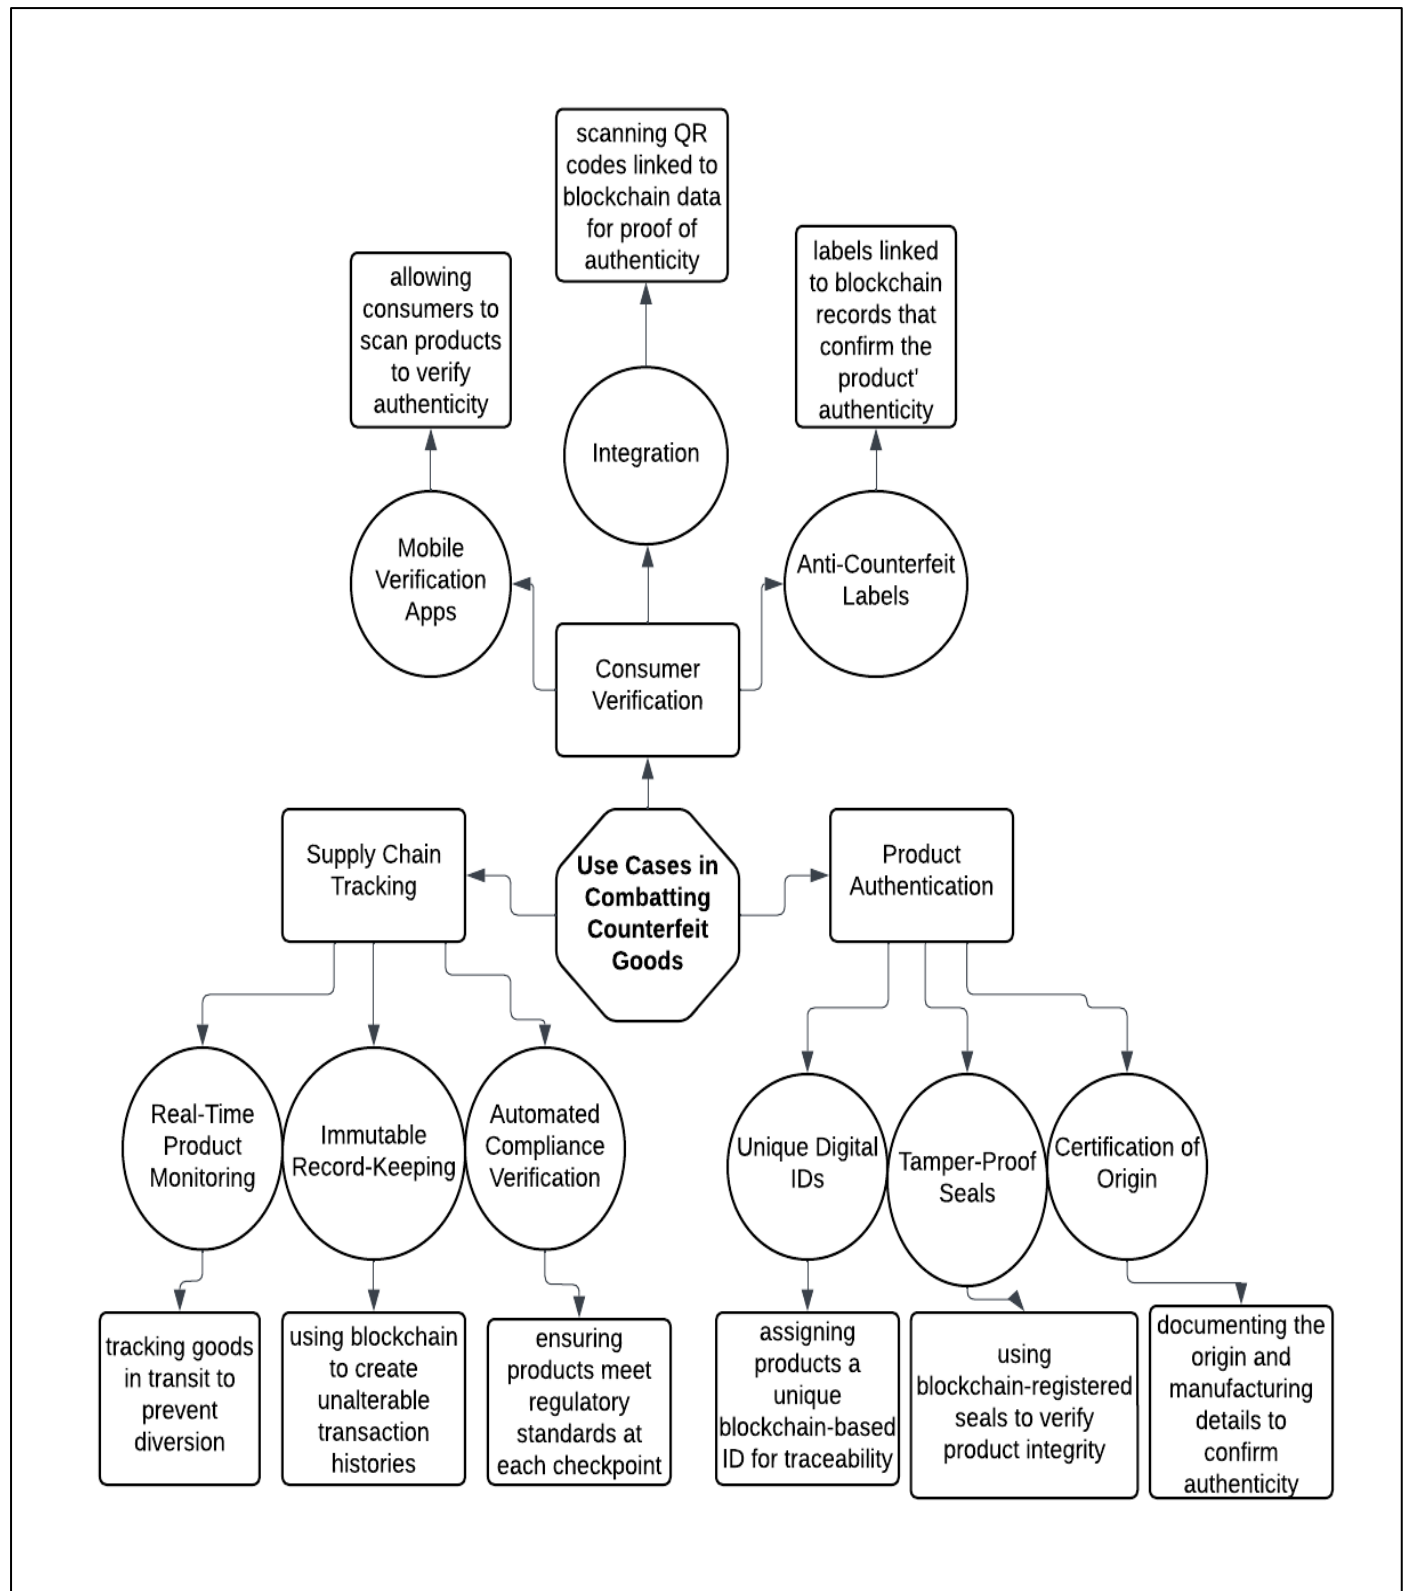 scanning QR
codes linked to
blockchain data
for proof of
authenticity
labels linked
to blockchain
records that
confirm the
product'
authenticity
allowing
consumers to
scan products
to verify
authenticity
Integration
Mobile
Verification
Apps
Anti-Counterfeit
Labels
Consumer
Verification
Supply Chain
Tracking
Use Cases in
Combatting
Counterfeit
Goods
Product
Authentication
Real-Time
Product
Monitoring
Immutable
Record-Keeping
Automated
Compliance
Verification
Unique Digital
IDs
Tamper-Proof
Seals
Certification of
Origin
tracking goods
in transit to
prevent
diversion
using blockchain
to create
unalterable
transaction
histories
ensuring
products meet
regulatory
standards at
each checkpoint
assigning
products a
unique
blockchain-based
ID for traceability
using
blockchain-registered
seals to verify
product integrity
documenting the
origin and
manufacturing
details to
confirm
authenticity